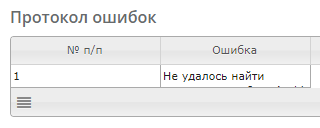 Протокол ошибок
№ п/п Ошибка
1 Не удалось найти